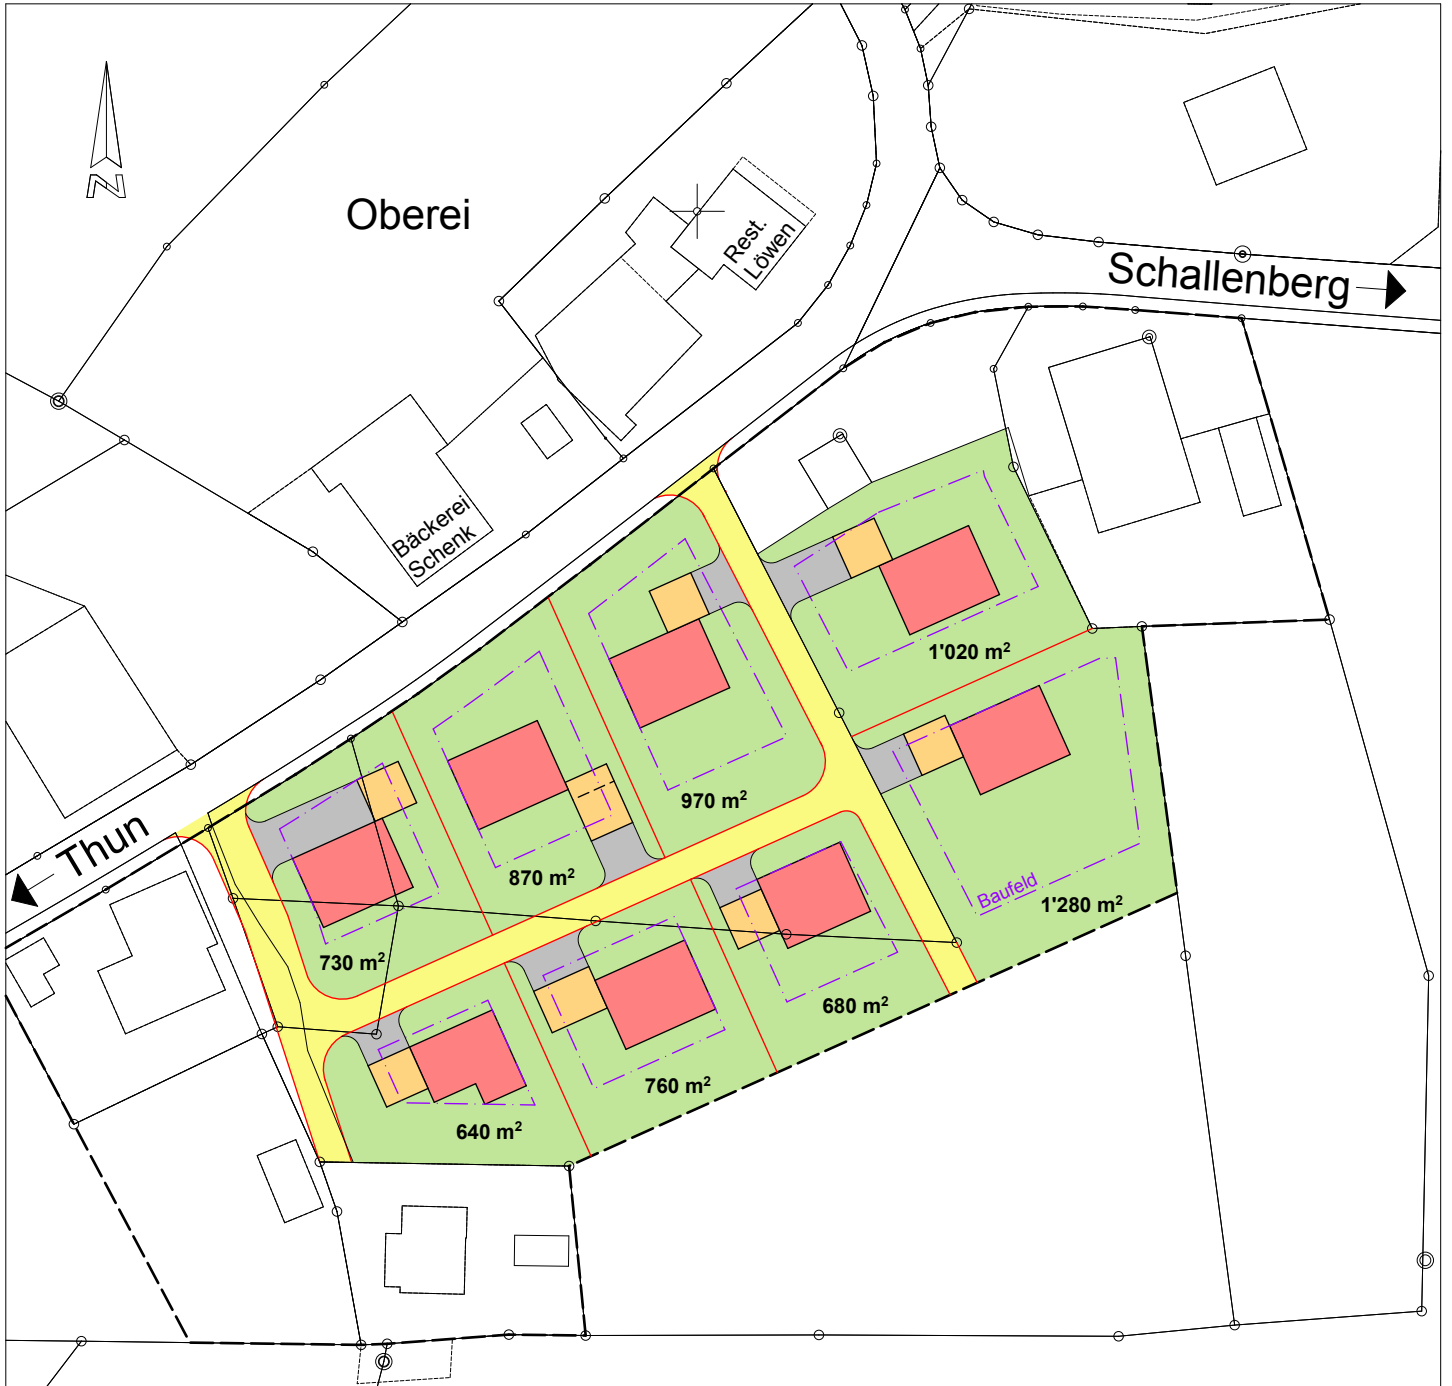 N
Oberei
Rest.
Löwen
Schallenberg
Bäckerei
Schenk
1'020 m²
970 m²
Thun
870 m²
Baufeld
1'280 m²
730 m²
680 m²
760 m²
640 m²